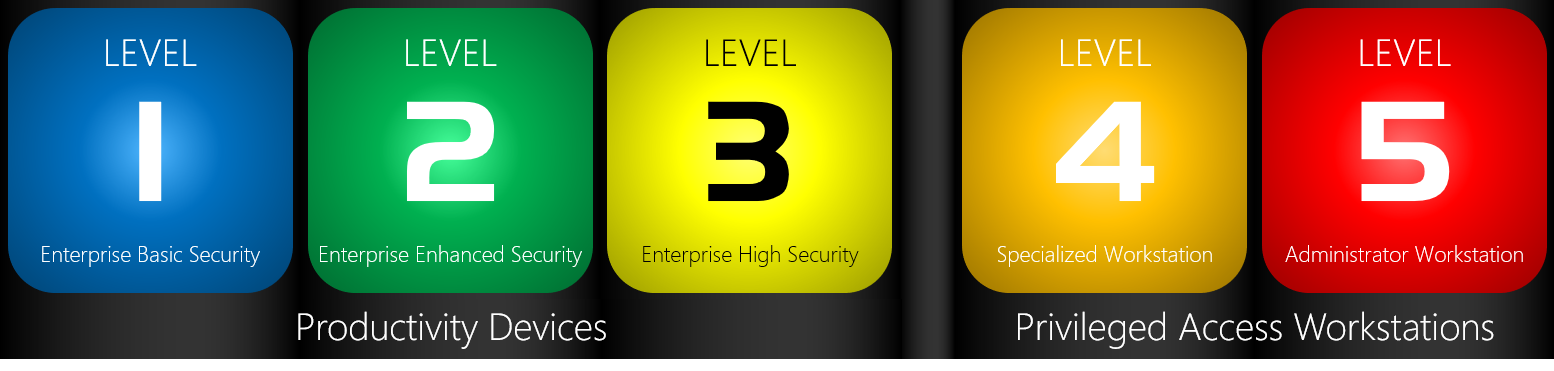 LEVEL
1
Enterprise Basic Security
LEVEL
2
Enterprise Enhanced Security
LEVEL
3
Enterprise High Security
Productivity Devices
LEVEL
4
Specialized Workstation
LEVEL
5
Administrator Workstation
Privileged Access Workstations